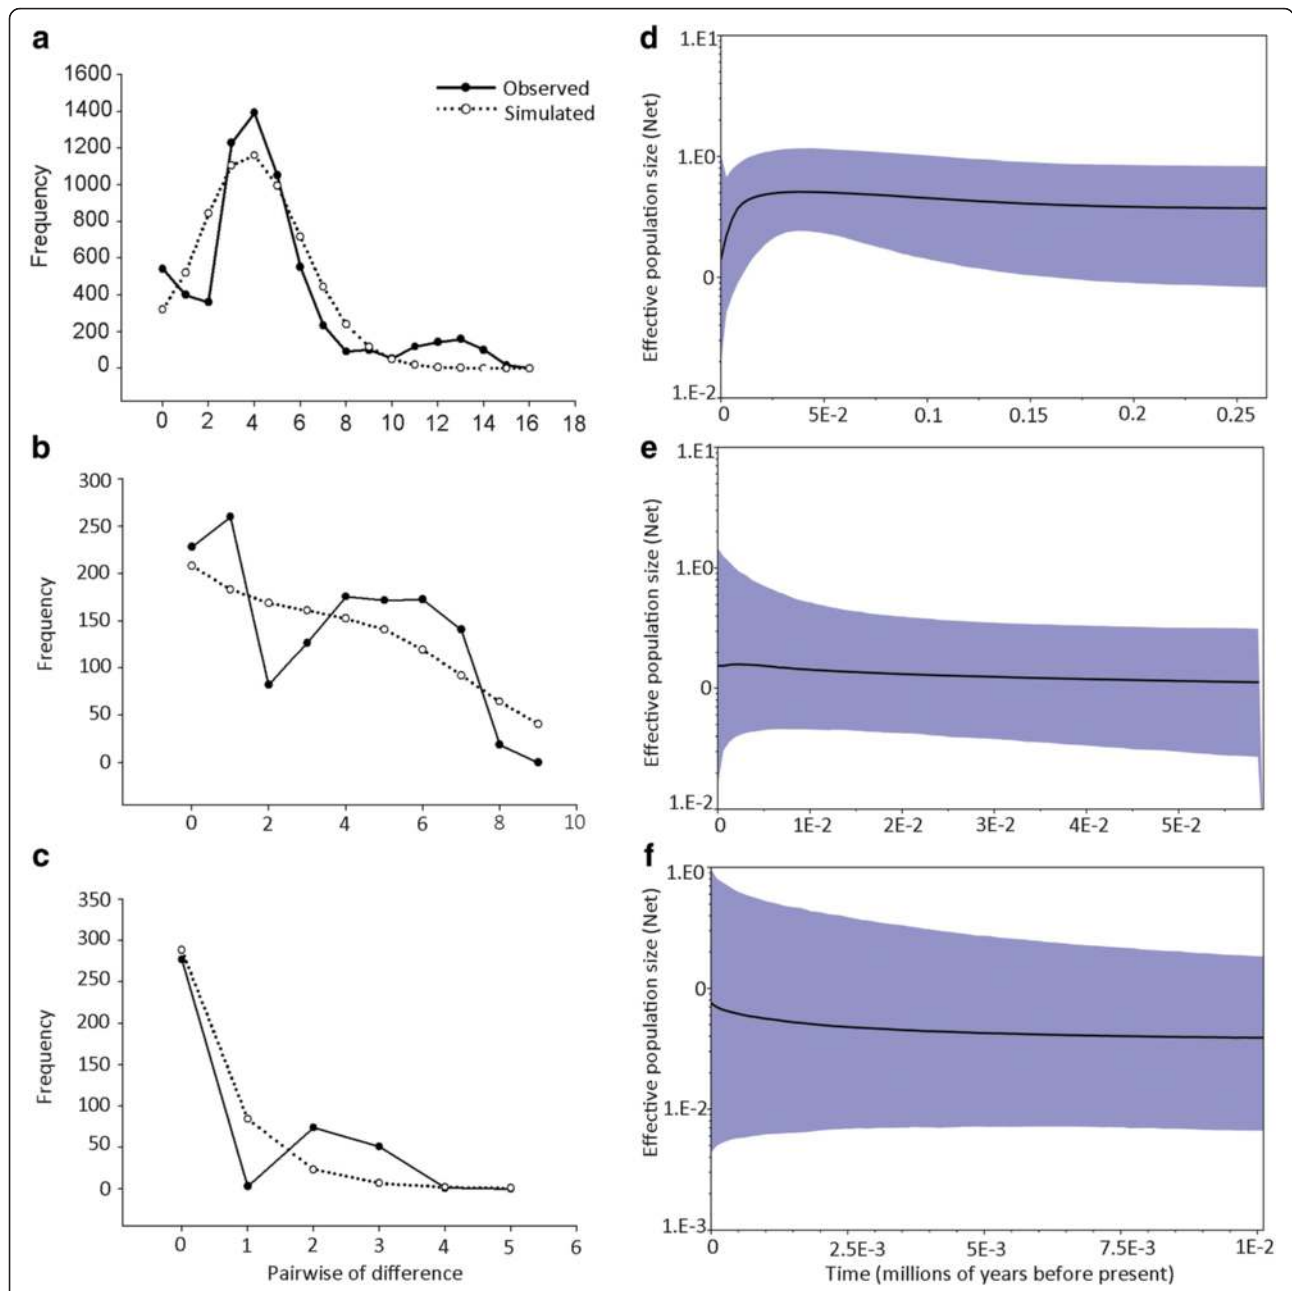 a
1600
1400
1200
1000
800
600
400
200
0
Frequency
Observed
Simulated
0 2 4 6 8 10 12 14 16 18
b
300
250
200
150
100
50
0
Frequency
0 2 4 6 8 10
c
350
300
250
200
150
100
50
0
Frequency
0 1 2 3 4 5 6
Pairwise of difference
d
1.E1
1.E0
0
1.E-2
Effective population size (Net)
0 5E-2 0.1 0.15 0.2 0.25
e
1.E1
1.E0
0
1.E-2
Effective population size (Net)
0 1E-2 2E-2 3E-2 4E-2 5E-2
f
1.E0
0
1.E-2
1.E-3
Effective population size (Net)
0 2.5E-3 5E-3 7.5E-3 1E-2
Time (millions of years before present)